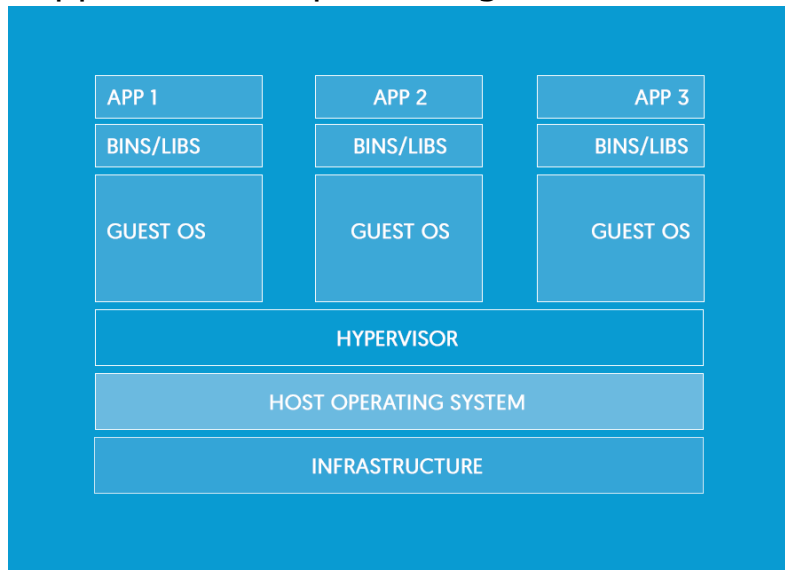 APP 1 APP 2 APP 3
BINS/LIBS BINS/LIBS BINS/LIBS
GUEST OS GUEST OS GUEST OS
HYPERVISOR
HOST OPERATING SYSTEM
INFRASTRUCTURE